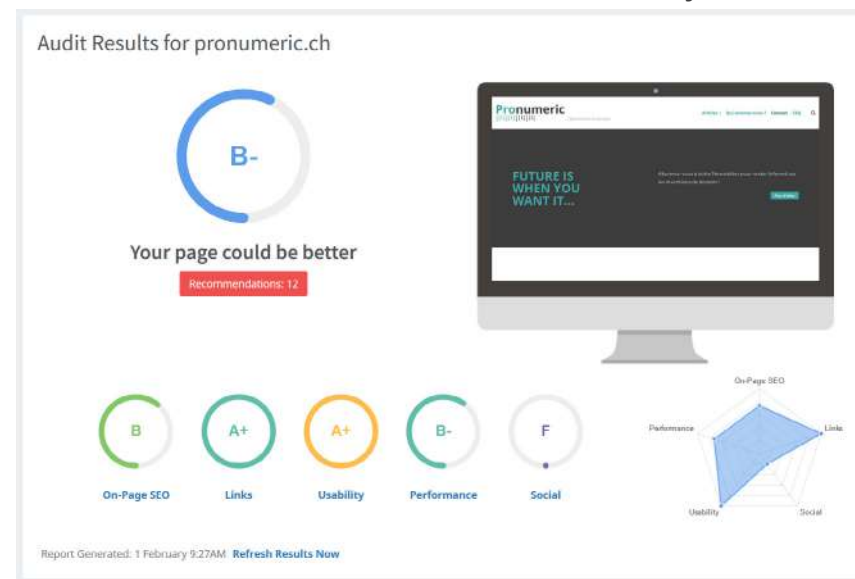 Audit Results for pronumeric.ch
B-
Your page could be better
Recommendations: 12
Pronumeric
FUTURE IS
WHEN YOU
WANT IT...
B
A+
A+
B-
F
On-Page SEO
Links
Usability
Performance
Social
On-Page SEO
Performance
Links
Usability
Social
Report Generated: 1 February 9:27AM Refresh Results Now